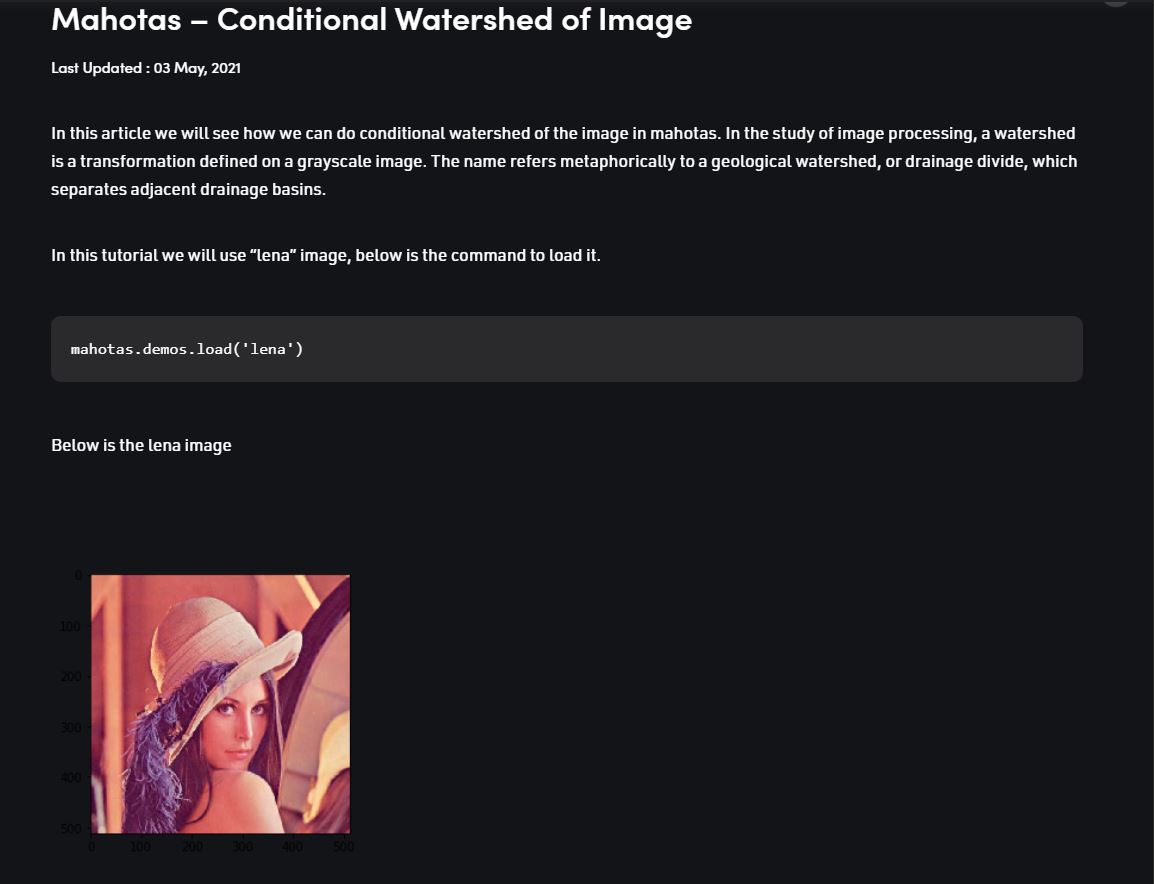 Mahotas – Conditional Watershed of Image
Last Updated : 03 May, 2021
In this article we will see how we can do conditional watershed of the image in mahotas. In the study of image processing, a watershed
is a transformation defined on a grayscale image. The name refers metaphorically to a geological watershed, or drainage divide, which
separates adjacent drainage basins.
In this tutorial we will use “lena” image, below is the command to load it.
mahotas.demos.load('lena')
Below is the lena image
0
100
200
300
400
500
0 100 200 300 400 500